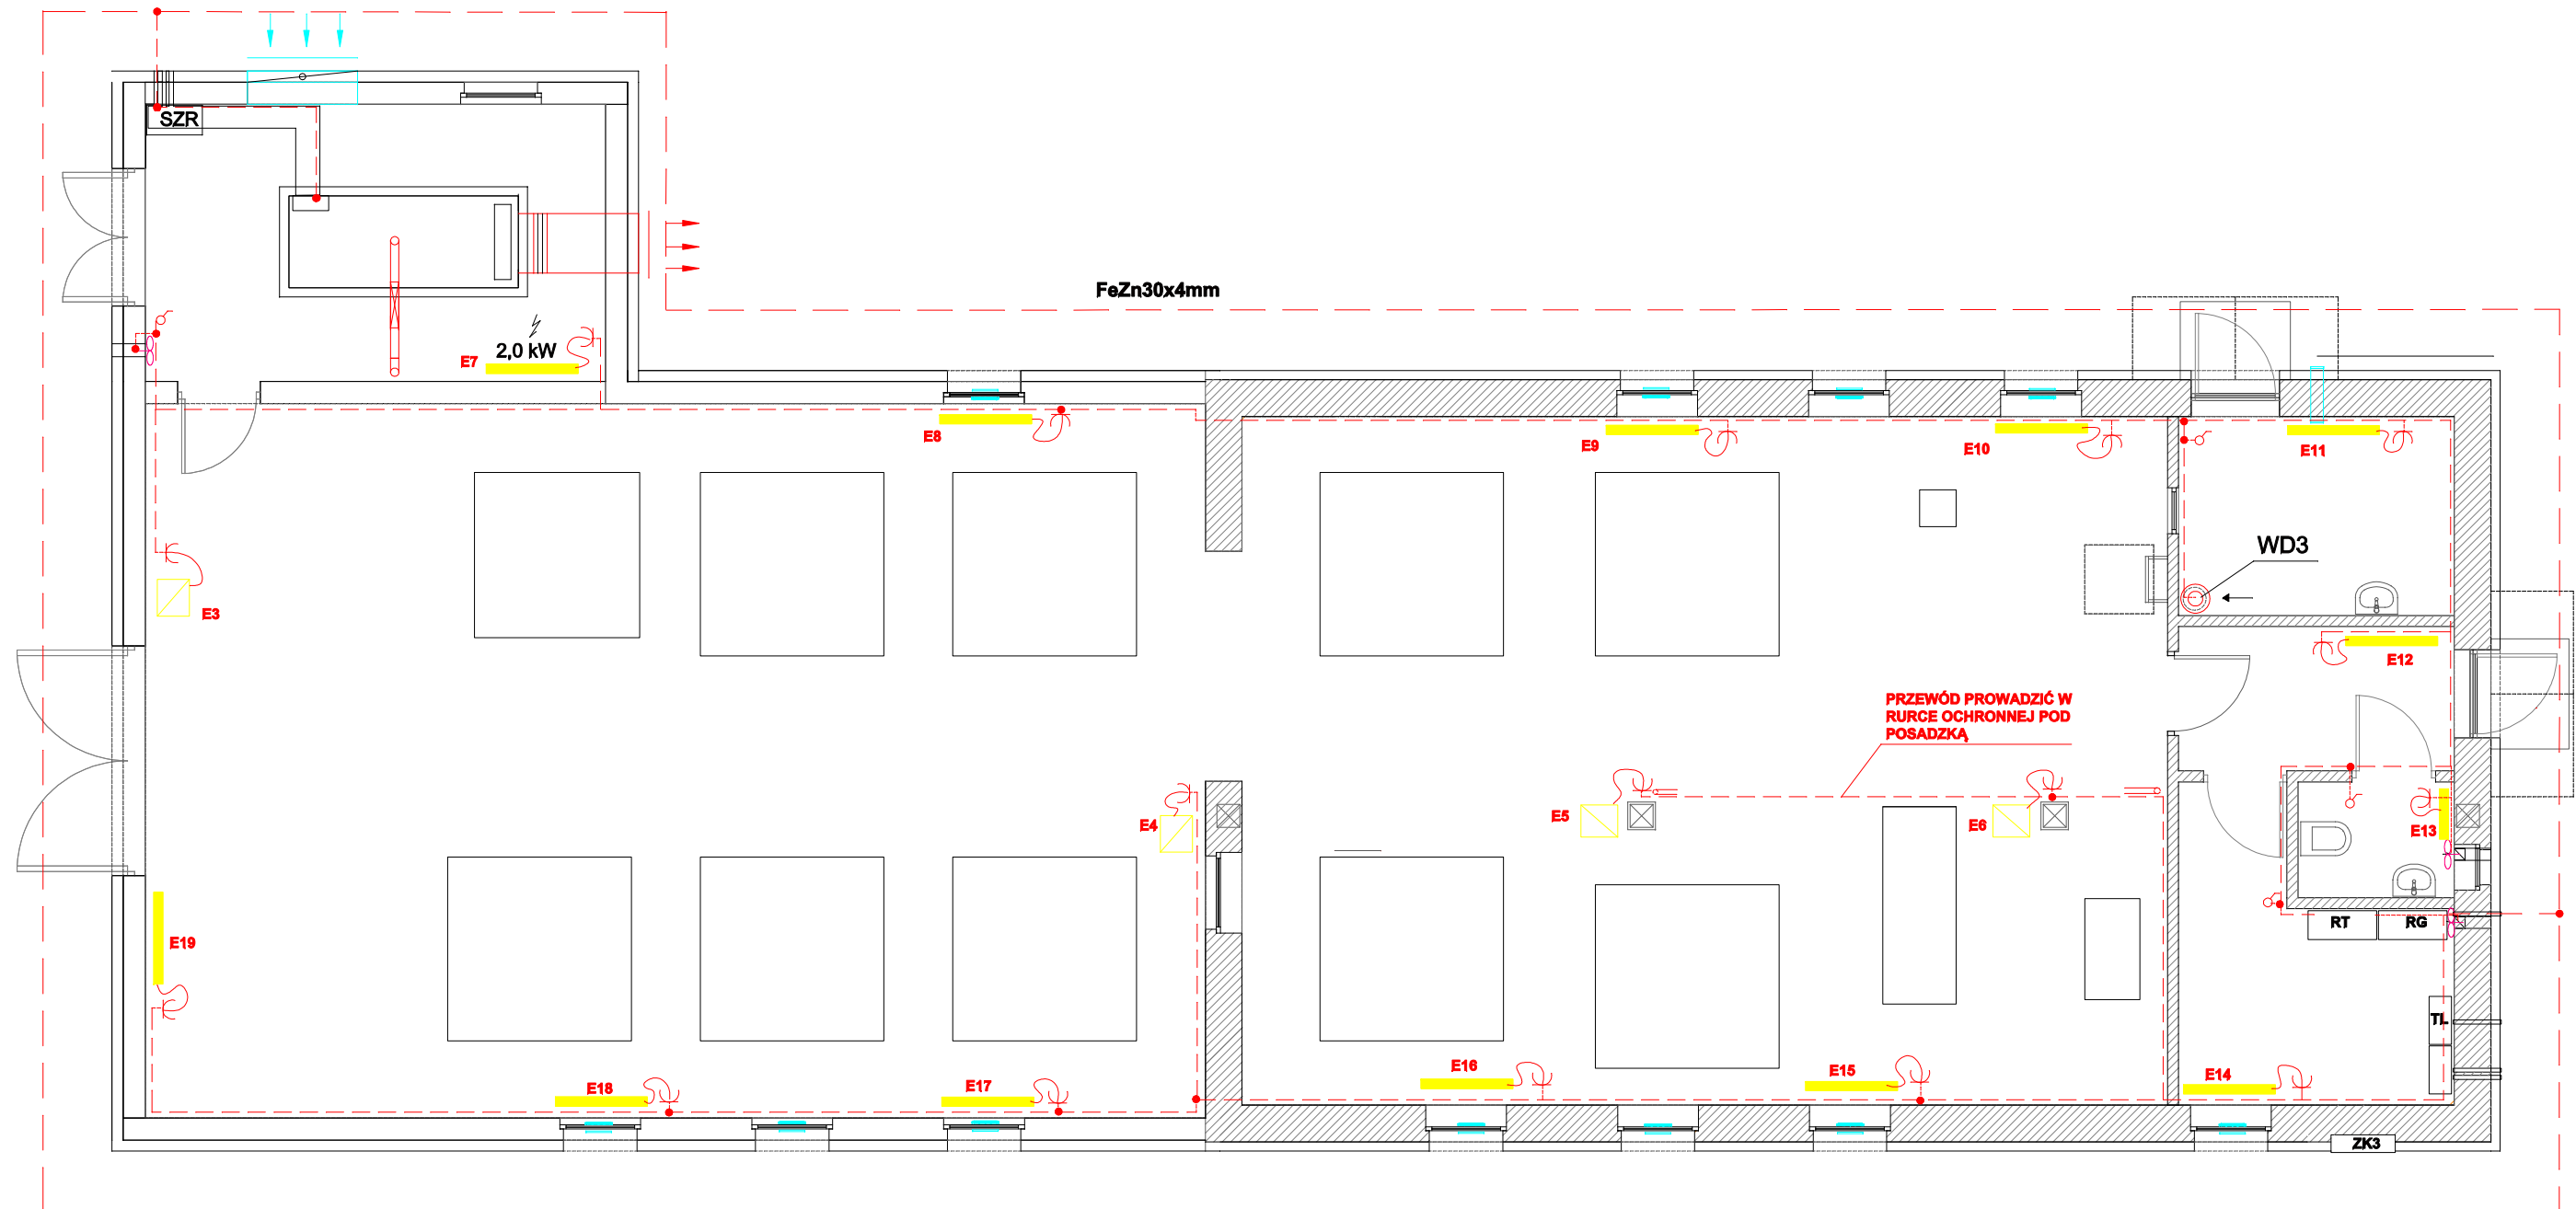 SZR
FeZn30x4mm
2,0 kW
E7
E8
E9
E10
E11
WD3
E3
E12
PRZEWÓD PROWADZIĆ W
RURCE OCHRONNEJ POD
POSADZKĄ
E4
E5
E6
E13
E19
RT
RG
TL
E18
E17
E16
E15
E14
ZK3